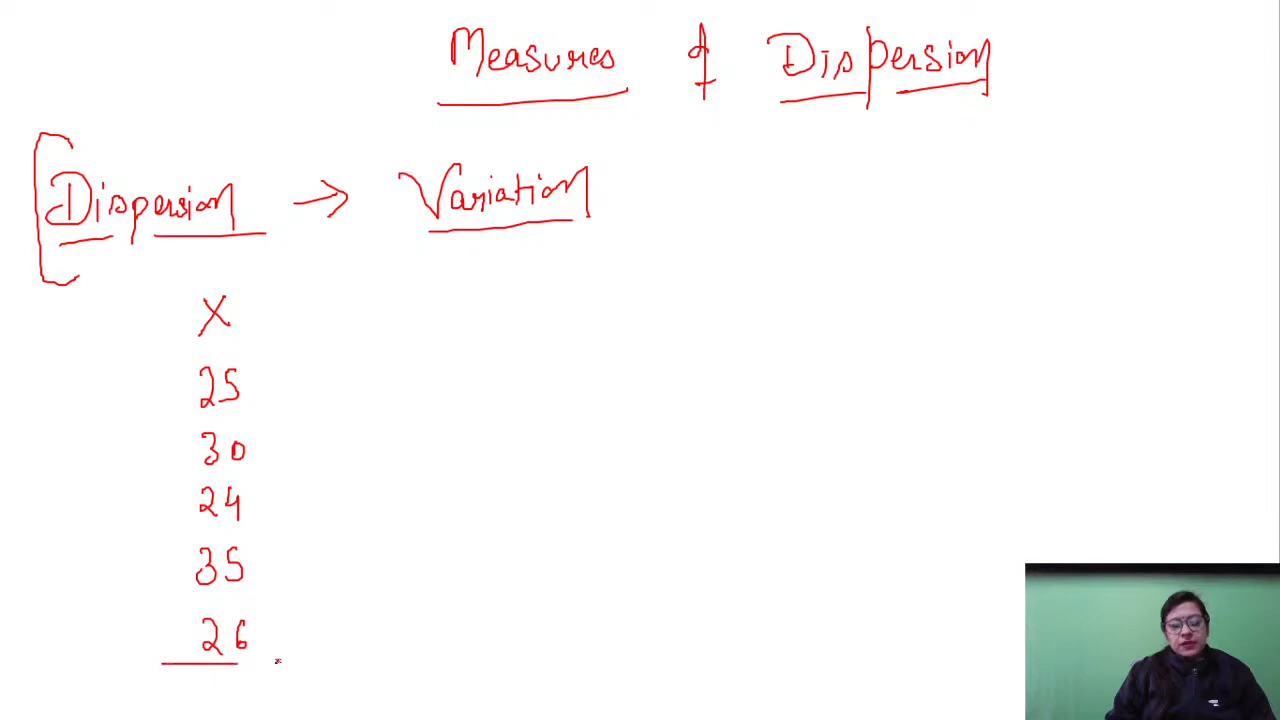 Measures of Dispersion
Dispersion → Variation
X
25
30
24
35
26